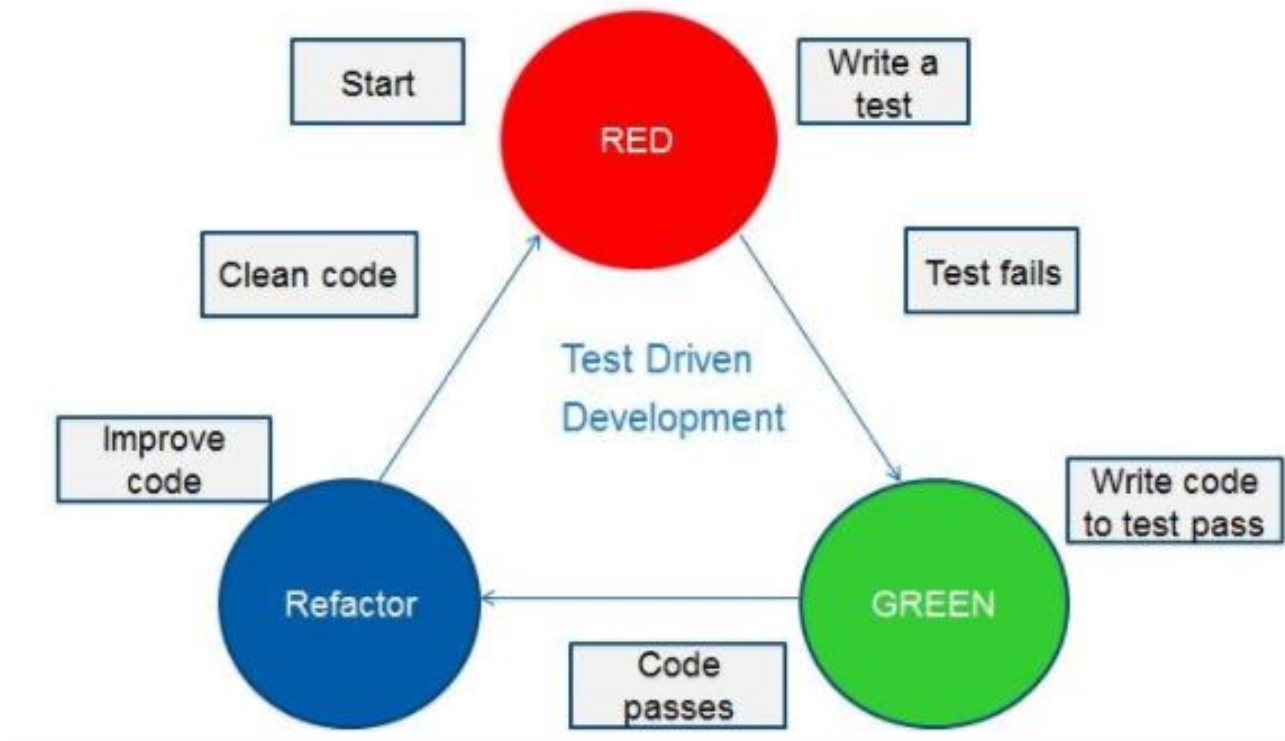 Start
RED
Write a
test
Clean code
Test fails
Test Driven
Development
Improve
code
Write code
to test pass
Refactor
GREEN
Code
passes